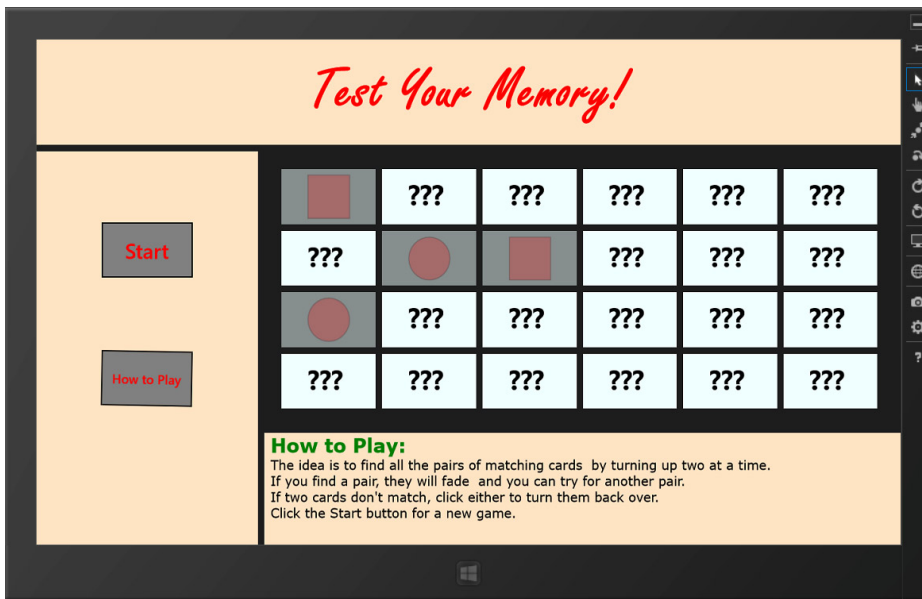 Test Your Memory!
Start
How to Play
??? ??? ??? ??? ???
??? ??? ??? ???
??? ??? ??? ??? ???
??? ??? ??? ??? ??? ???
How to Play:
The idea is to find all the pairs of matching cards  by turning up two at a time.
If you find a pair, they will fade  and you can try for another pair.
If two cards don't match, click either to turn them back over.
Click the Start button for a new game.
?